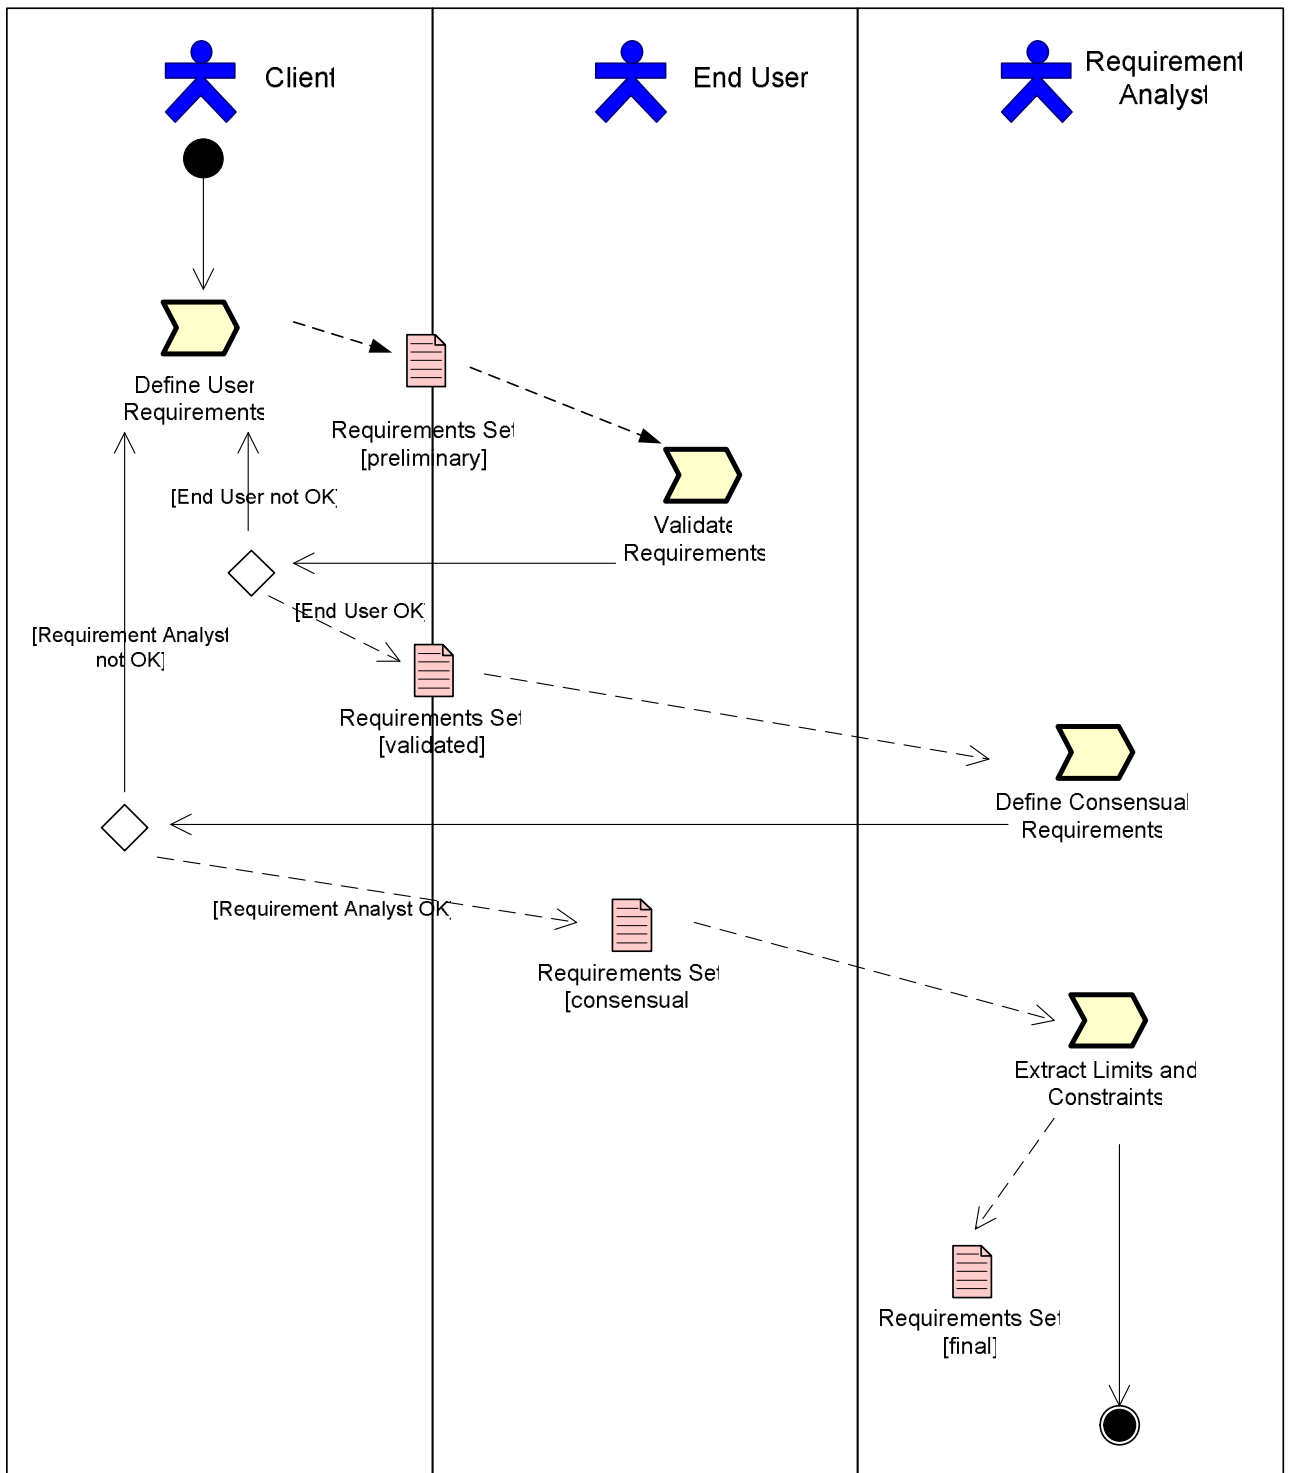 Client
End User
Requirement
Analyst
Define User
Requirements
Requirements Set
[preliminary]
[End User not OK]
Validate
Requirements
[End User OK]
[Requirement Analyst
not OK]
Requirements Set
[validated]
Define Consensual
Requirements
[Requirement Analyst OK]
Requirements Set
[consensual
Extract Limits and
Constraints
Requirements Set
[final]